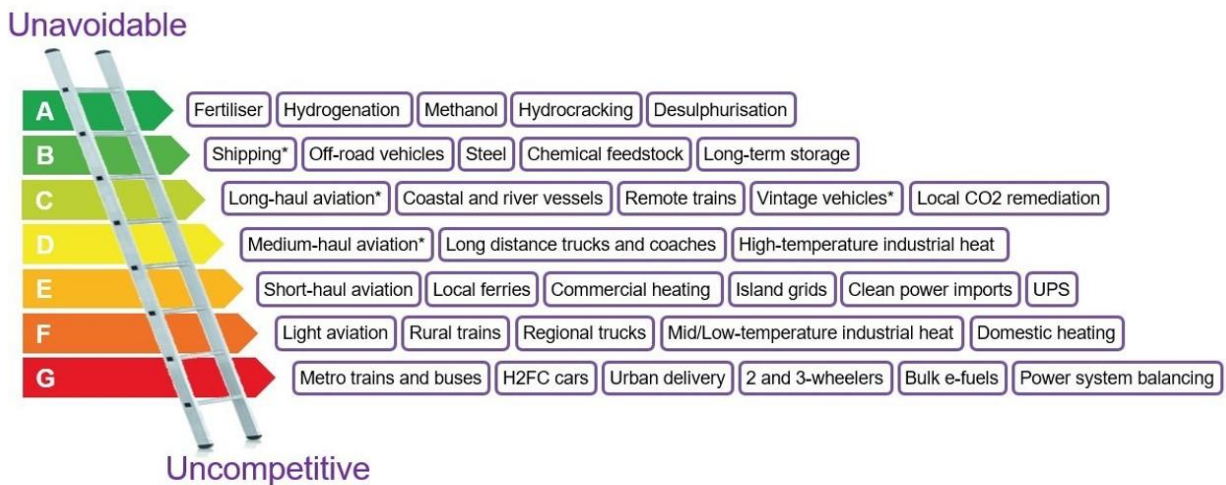 Unavoidable
A Fertiliser Hydrogenation Methanol Hydrocracking Desulphurisation
B Shipping* Off-road vehicles Steel Chemical feedstock Long-term storage
C Long-haul aviation* Coastal and river vessels Remote trains Vintage vehicles* Local CO2 remediation
D Medium-haul aviation* Long distance trucks and coaches High-temperature industrial heat
E Short-haul aviation Local ferries Commercial heating Island grids Clean power imports UPS
F Light aviation Rural trains Regional trucks Mid/Low-temperature industrial heat Domestic heating
G Metro trains and buses H2FC cars Urban delivery 2 and 3-wheelers Bulk e-fuels Power system balancing
Uncompetitive